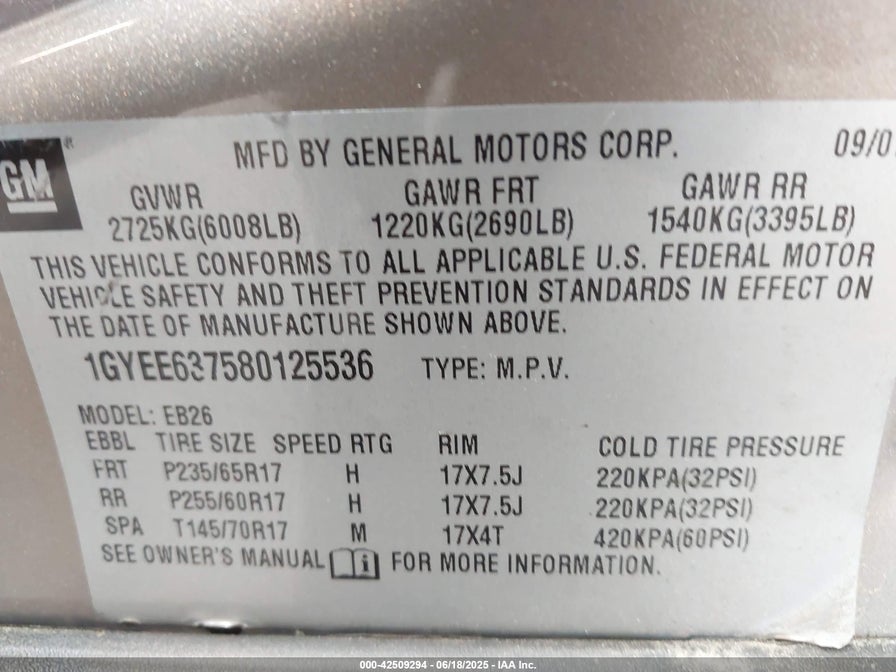 GM
MFD BY GENERAL MOTORS CORP. 09/0
GVWR GAWR FRT GAWR RR
2725KG(6008LB) 1220KG(2690LB) 1540KG(3395LB)
THIS VEHICLE CONFORMS TO ALL APPLICABLE U.S. FEDERAL MOTOR
VEHICLE SAFETY AND THEFT PREVENTION STANDARDS IN EFFECT ON
THE DATE OF MANUFACTURE SHOWN ABOVE.
1GYEE637580125536 TYPE: M.P.V.
MODEL: EB26
EBBL TIRE SIZE SPEED RTG RIM COLD TIRE PRESSURE
FRT P235/65R17 H 17X7.5J 220KPA(32PSI)
RR P255/60R17 H 17X7.5J 220KPA(32PSI)
SPA T145/70R17 M 17X4T 420KPA(60PSI)
SEE OWNER'S MANUAL i FOR MORE INFORMATION.
000-42509294 - 06/18/2025 - IAA Inc.